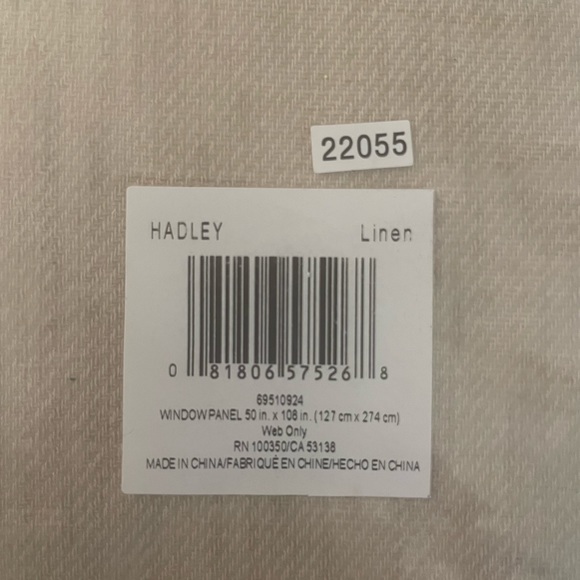 22055
HADLEY Linen
0 81806 57526 8
69510924
WINDOW PANEL 50 in. x 108 in. (127 cm x 274 cm)
Web Only
RN 100350/CA 53138
MADE IN CHINA/FABRIQUÉ EN CHINE/HECHO EN CHINA